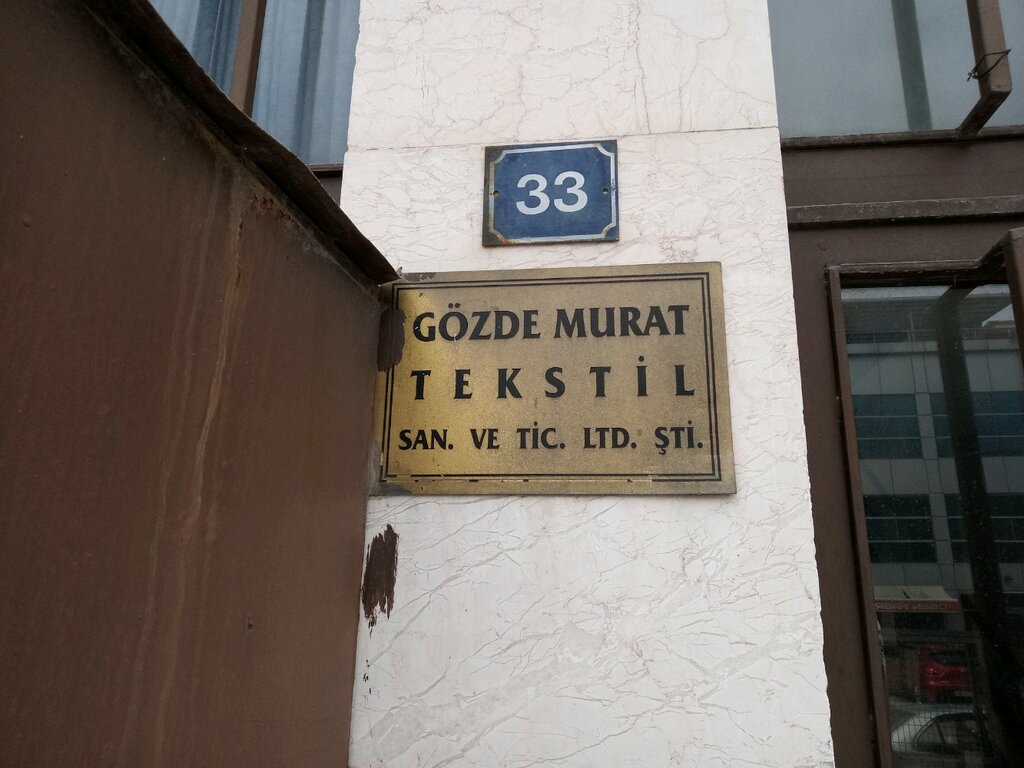 33
GÖZDE MURAT
TEKSTİL
SAN. VE TİC. LTD. ŞTİ.